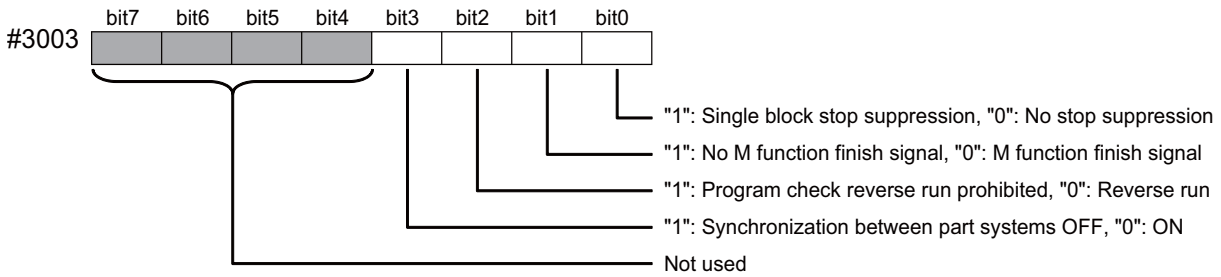 bit7 bit6 bit5 bit4 bit3 bit2 bit1 bit0
#3003
"1": Single block stop suppression, "0": No stop suppression
"1": No M function finish signal, "0": M function finish signal
"1": Program check reverse run prohibited, "0": Reverse run
"1": Synchronization between part systems OFF, "0": ON
Not used